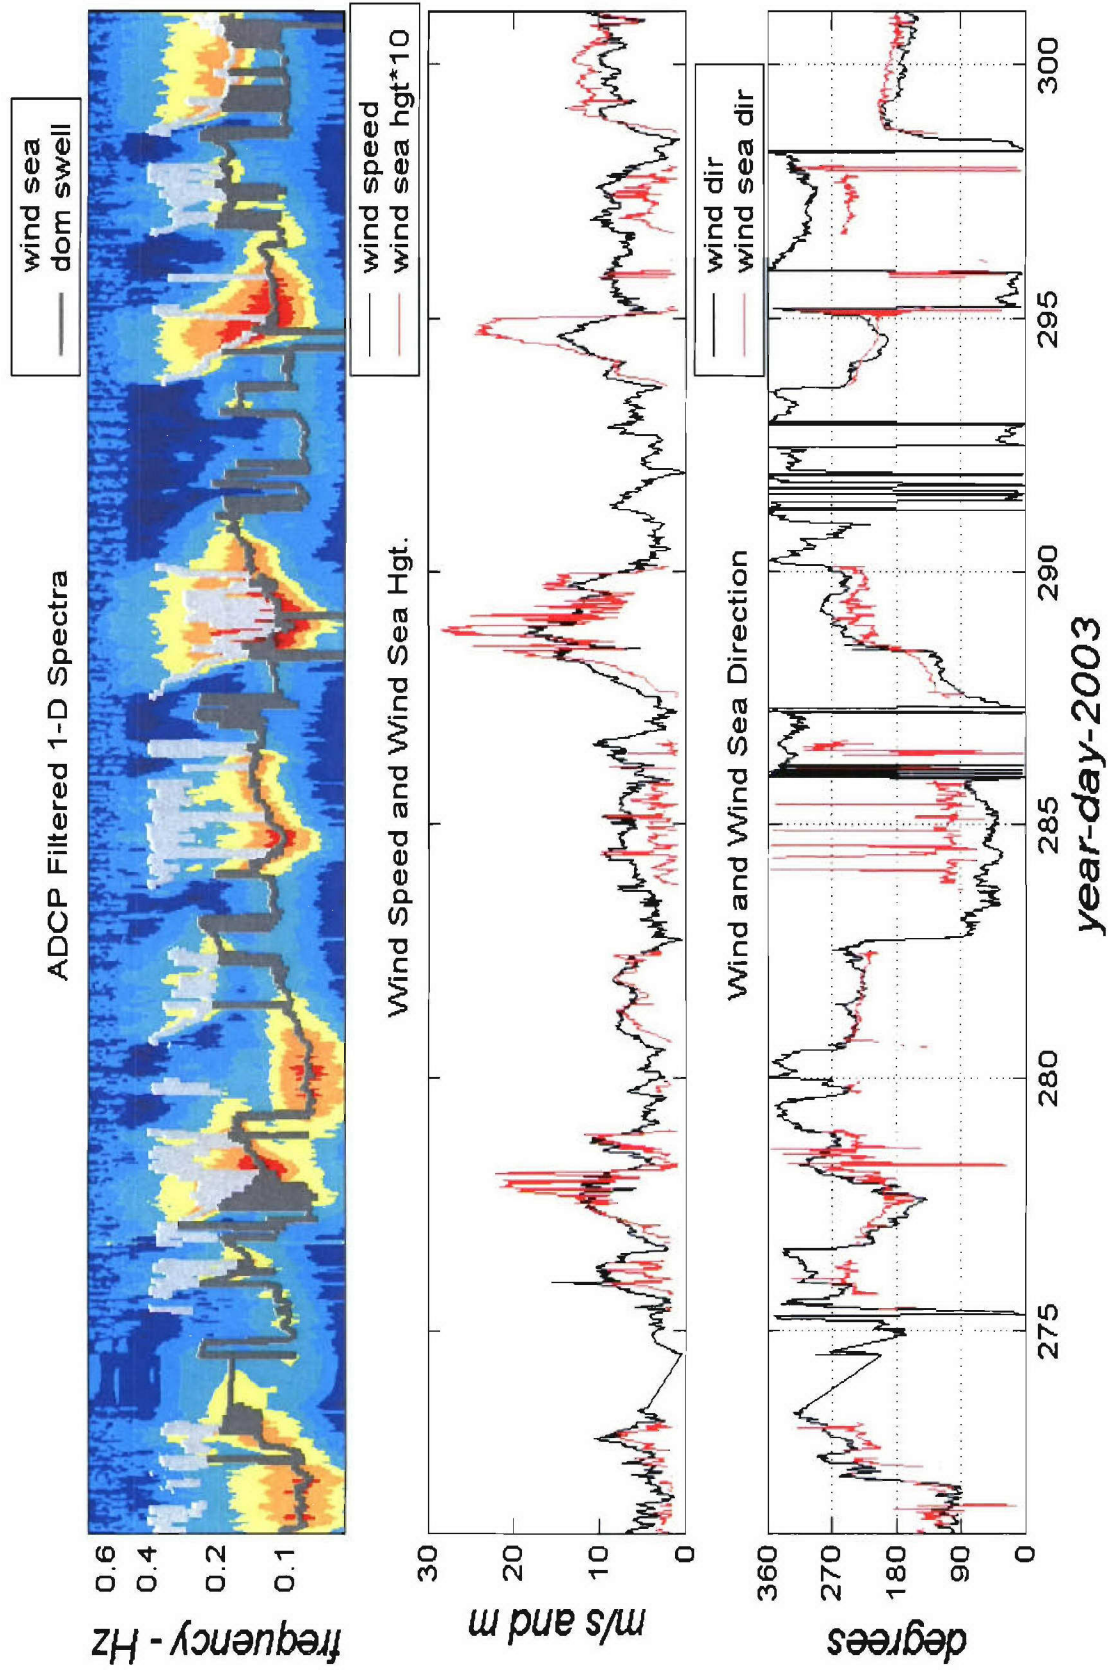 ADCP Filtered 1-D Spectra
wind sea
dom swell
0.6
0.4
0.2
0.1
frequency - Hz
Wind Speed and Wind Sea Hgt.
wind speed
wind sea hgt*10
30
20
10
0
m/s and m
Wind and Wind Sea Direction
wind dir
wind sea dir
360
270
180
90
0
degrees
275
280
285
290
295
300
year-day-2003